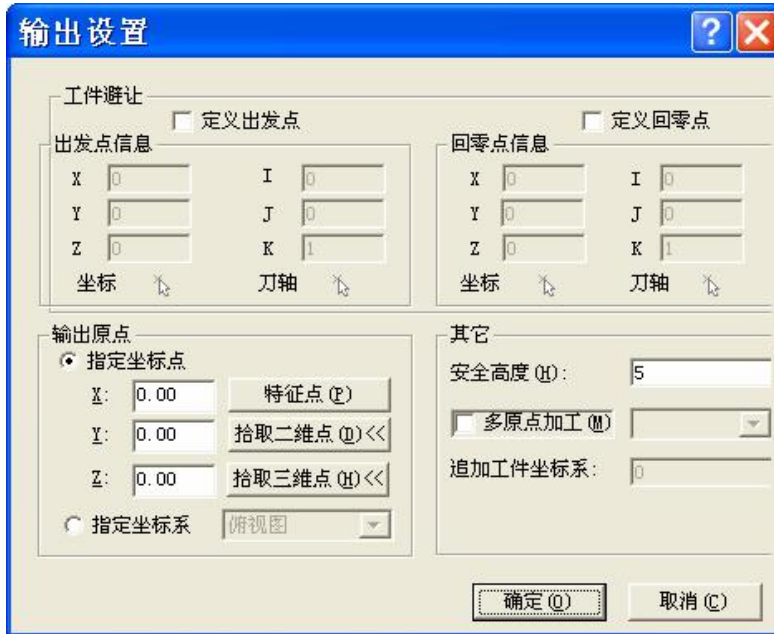 输出设置
工件避让
定义出发点
定义回零点
出发点信息
X 0 I 0
Y 0 J 0
Z 0 K 1
坐标 刀轴
回零点信息
X 0 I 0
Y 0 J 0
Z 0 K 1
坐标 刀轴
输出原点
指定坐标点
X: 0.00 特征点(P)
Y: 0.00 拾取二维点(D)<<
Z: 0.00 拾取三维点(H)<<
指定坐标系 俯视图
其它
安全高度(H): 5
多原点加工(M)
追加工件坐标系: 0
确定(O) 取消(C)